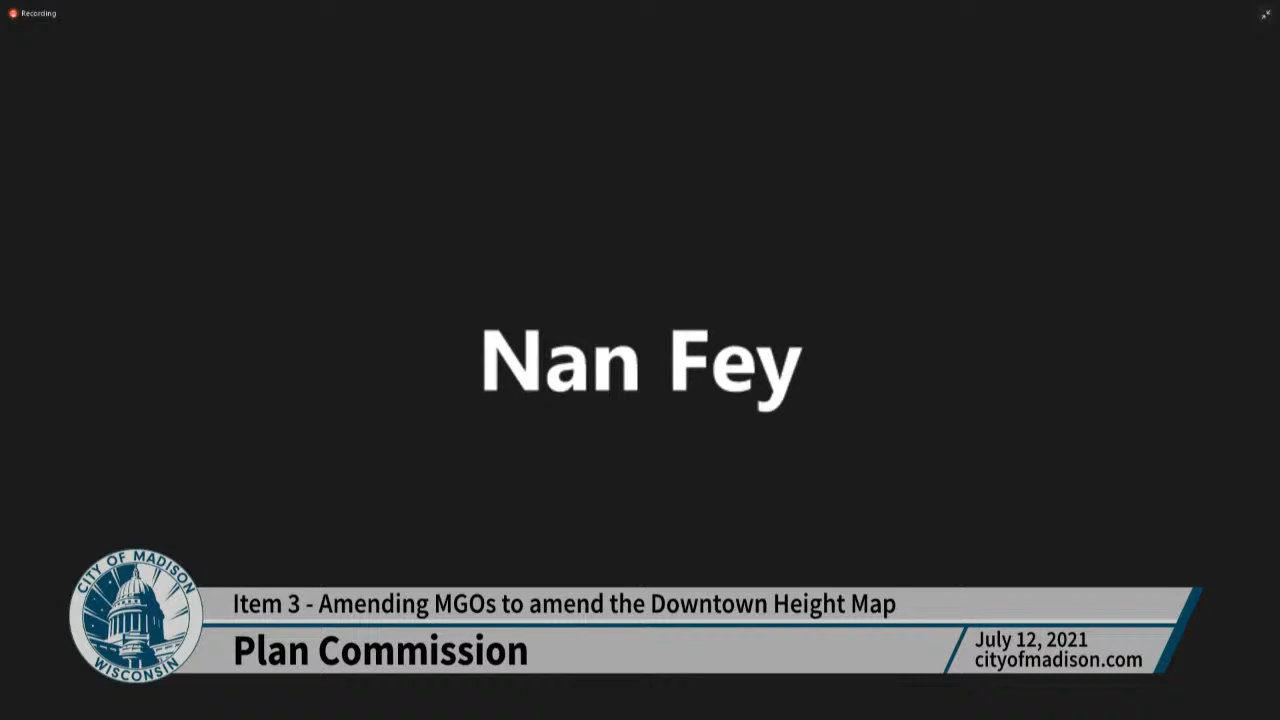 Recording
Nan Fey
CITY OF MADISON
WISCONSIN
Item 3 - Amending MGOs to amend the Downtown Height Map
Plan Commission
July 12, 2021
cityofmadison.com